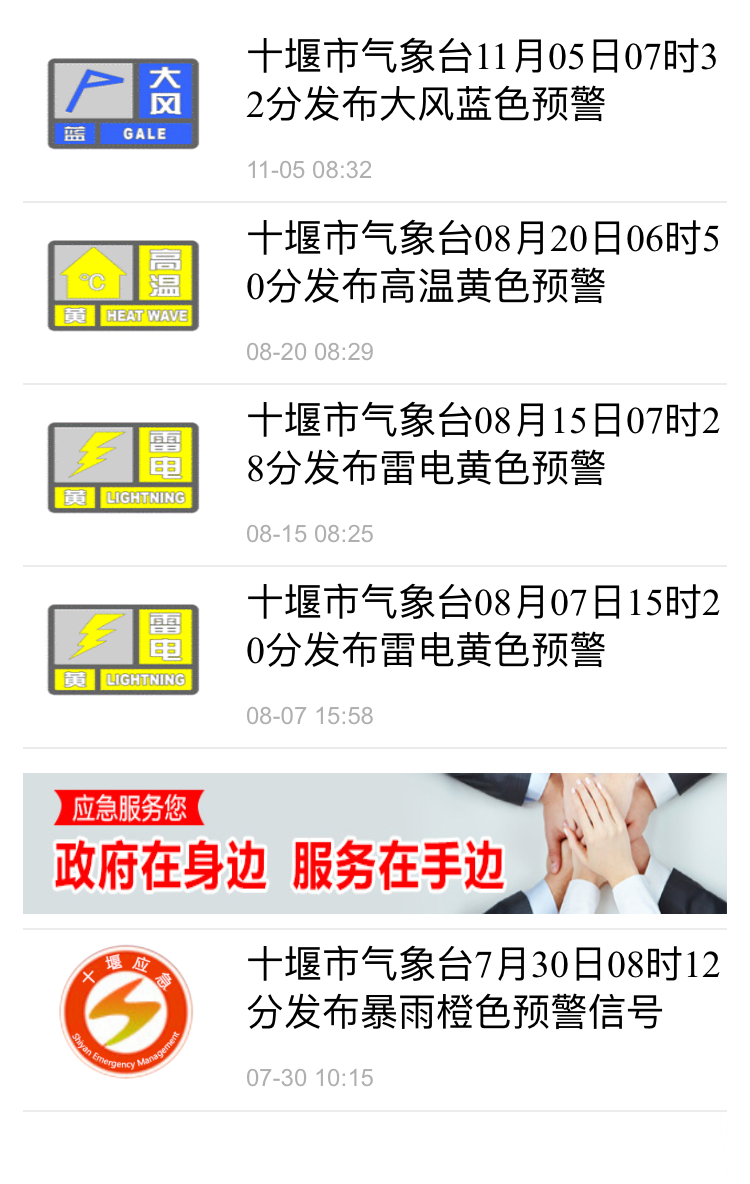 大
风
蓝 GALE
十堰市气象台11月05日07时3
2分发布大风蓝色预警
11-05 08:32
℃
高
温
黄 HEAT WAVE
十堰市气象台08月20日06时5
0分发布高温黄色预警
08-20 08:29
雷
电
黄 LIGHTNING
十堰市气象台08月15日07时2
8分发布雷电黄色预警
08-15 08:25
雷
电
黄 LIGHTNING
十堰市气象台08月07日15时2
0分发布雷电黄色预警
08-07 15:58
应急服务您
政府在身边 服务在手边
十堰应急
Shiyan Emergency Management
十堰市气象台7月30日08时12
分发布暴雨橙色预警信号
07-30 10:15